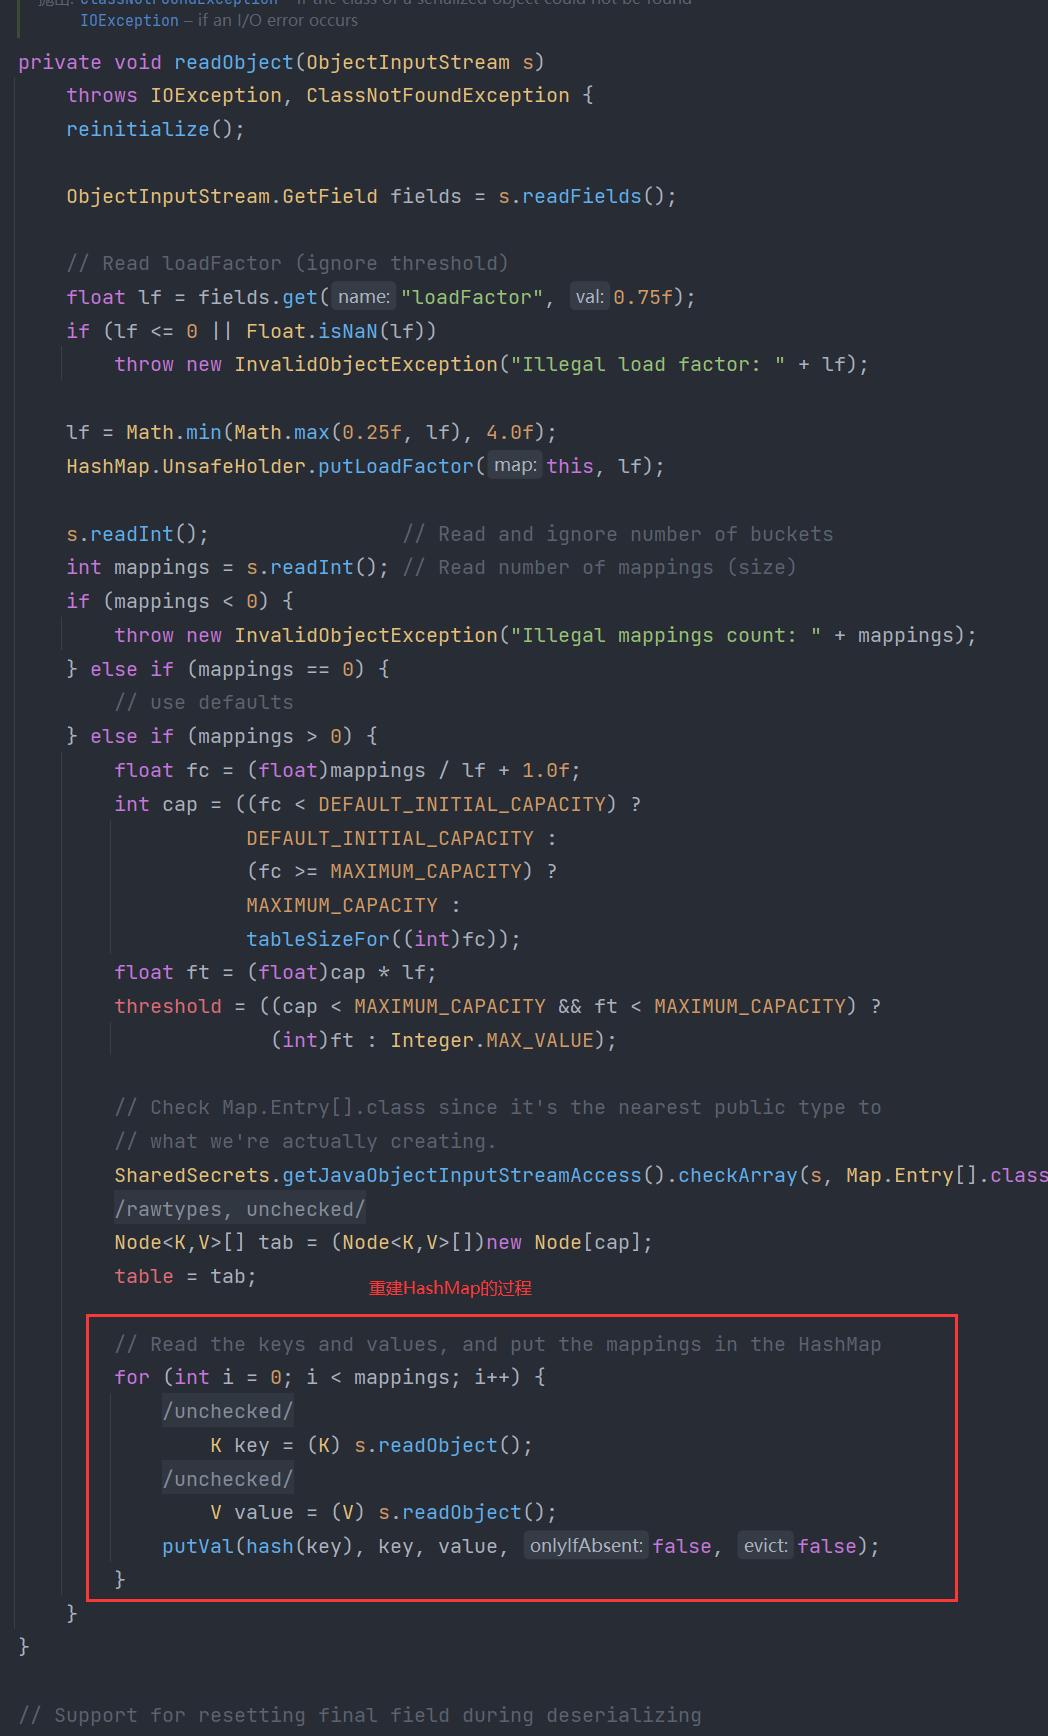 抛出: ClassNotFoundException – if the class of a serialized object could not be found
IOException – if an I/O error occurs
private void readObject(ObjectInputStream s)
    throws IOException, ClassNotFoundException {
    reinitialize();
    ObjectInputStream.GetField fields = s.readFields();
    // Read loadFactor (ignore threshold)
    float lf = fields.get( name: "loadFactor", val: 0.75f);
    if (lf <= 0 || Float.isNaN(lf))
        throw new InvalidObjectException("Illegal load factor: " + lf);
    lf = Math.min(Math.max(0.25f, lf), 4.0f);
    HashMap.UnsafeHolder.putLoadFactor( map: this, lf);
    s.readInt();                // Read and ignore number of buckets
    int mappings = s.readInt(); // Read number of mappings (size)
    if (mappings < 0) {
        throw new InvalidObjectException("Illegal mappings count: " + mappings);
    } else if (mappings == 0) {
        // use defaults
    } else if (mappings > 0) {
        float fc = (float)mappings / lf + 1.0f;
        int cap = ((fc < DEFAULT_INITIAL_CAPACITY) ?
                   DEFAULT_INITIAL_CAPACITY :
                   (fc >= MAXIMUM_CAPACITY) ?
                   MAXIMUM_CAPACITY :
                   tableSizeFor((int)fc));
        float ft = (float)cap * lf;
        threshold = ((cap < MAXIMUM_CAPACITY && ft < MAXIMUM_CAPACITY) ?
                     (int)ft : Integer.MAX_VALUE);
        // Check Map.Entry[].class since it's the nearest public type to
        // what we're actually creating.
        SharedSecrets.getJavaObjectInputStreamAccess().checkArray(s, Map.Entry[].class
        /rawtypes, unchecked/
        Node<K,V>[] tab = (Node<K,V>[])new Node[cap];
        table = tab;
重建HashMap的过程
        // Read the keys and values, and put the mappings in the HashMap
        for (int i = 0; i < mappings; i++) {
            /unchecked/
                K key = (K) s.readObject();
            /unchecked/
                V value = (V) s.readObject();
            putVal(hash(key), key, value, onlyIfAbsent: false, evict: false);
        }
    }
}
// Support for resetting final field during deserializing